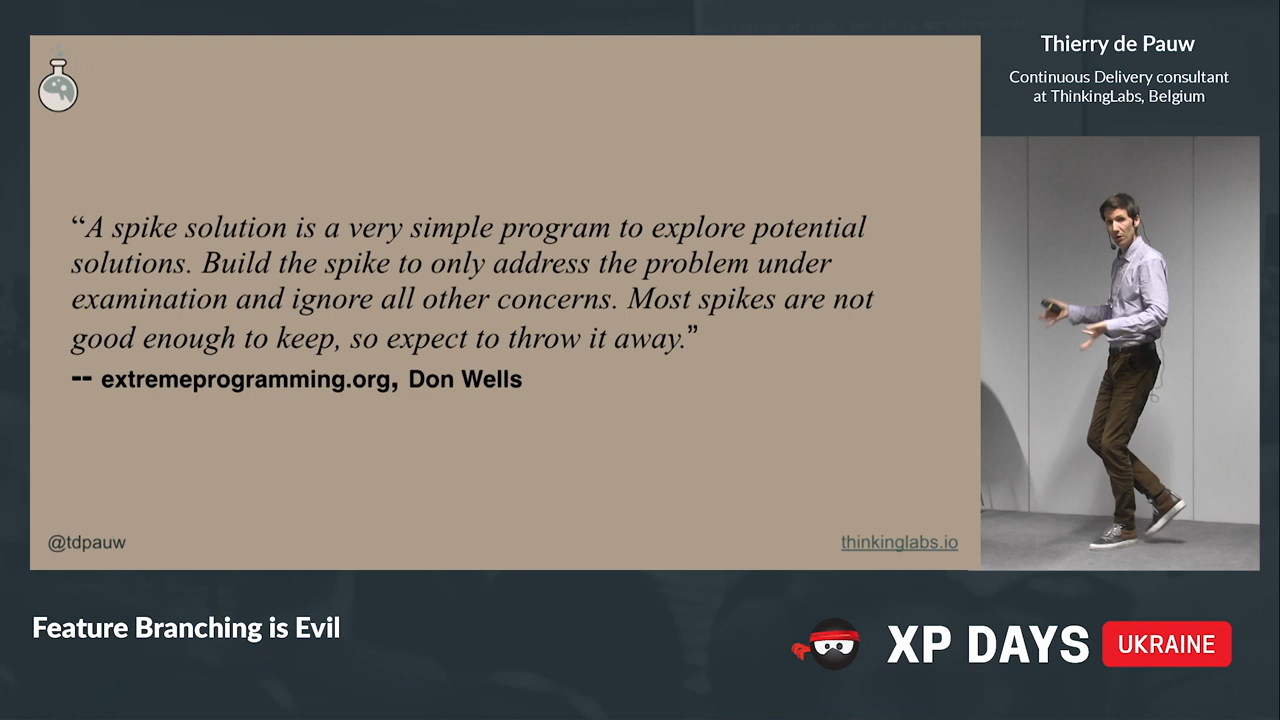 Thierry de Pauw
Continuous Delivery consultant
at ThinkingLabs, Belgium
“A spike solution is a very simple program to explore potential
solutions. Build the spike to only address the problem under
examination and ignore all other concerns. Most spikes are not
good enough to keep, so expect to throw it away.”
-- extremeprogramming.org, Don Wells
@tdpauw
thinkinglabs.io
Feature Branching is Evil
XP DAYS
UKRAINE